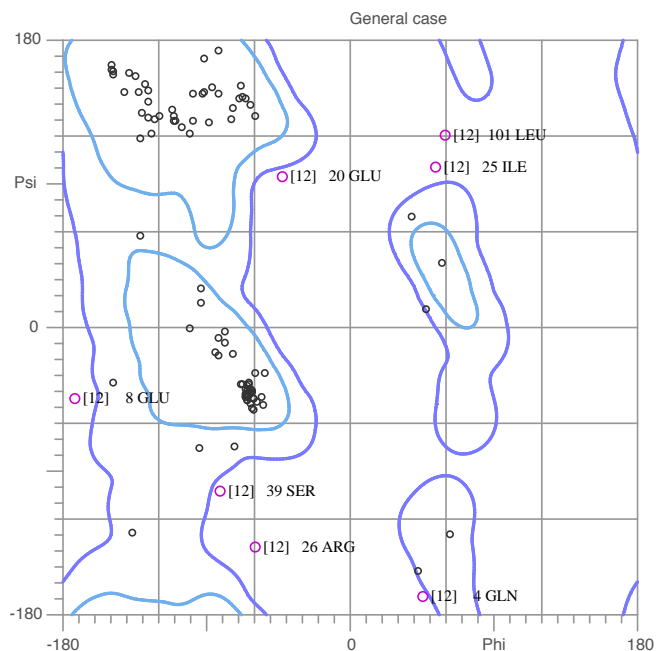 General case
180
[12] 101 LEU
[12] 25 ILE
[12] 20 GLU
Psi
0
[12] 8 GLU
[12] 39 SER
[12] 26 ARG
[12] 4 GLN
-180
-180 0 Phi 180